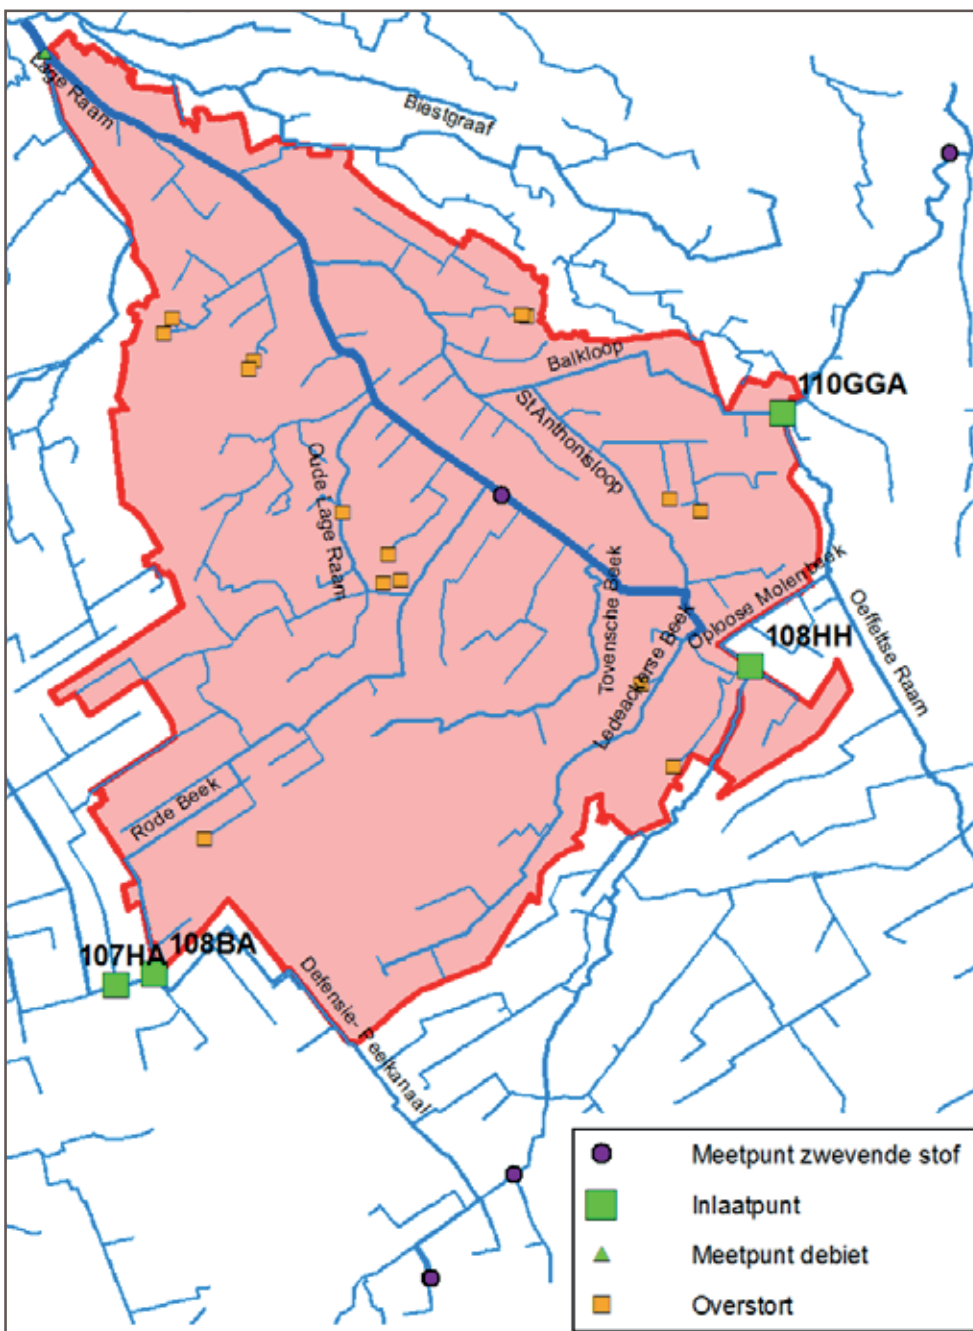 Lage Raam
Biestgraaf
110GGA
Balkloop
St Anthonisloop
Oude Lage Raam
Tovensche Beek
Oploose Molenbeek
Ledeackerse Beek
108HH
Oeffeltse Raam
Rode Beek
107HA
108BA
Defensie- Peelkanaal
Meetpunt zwevende stof
Inlaatpunt
Meetpunt debiet
Overstort